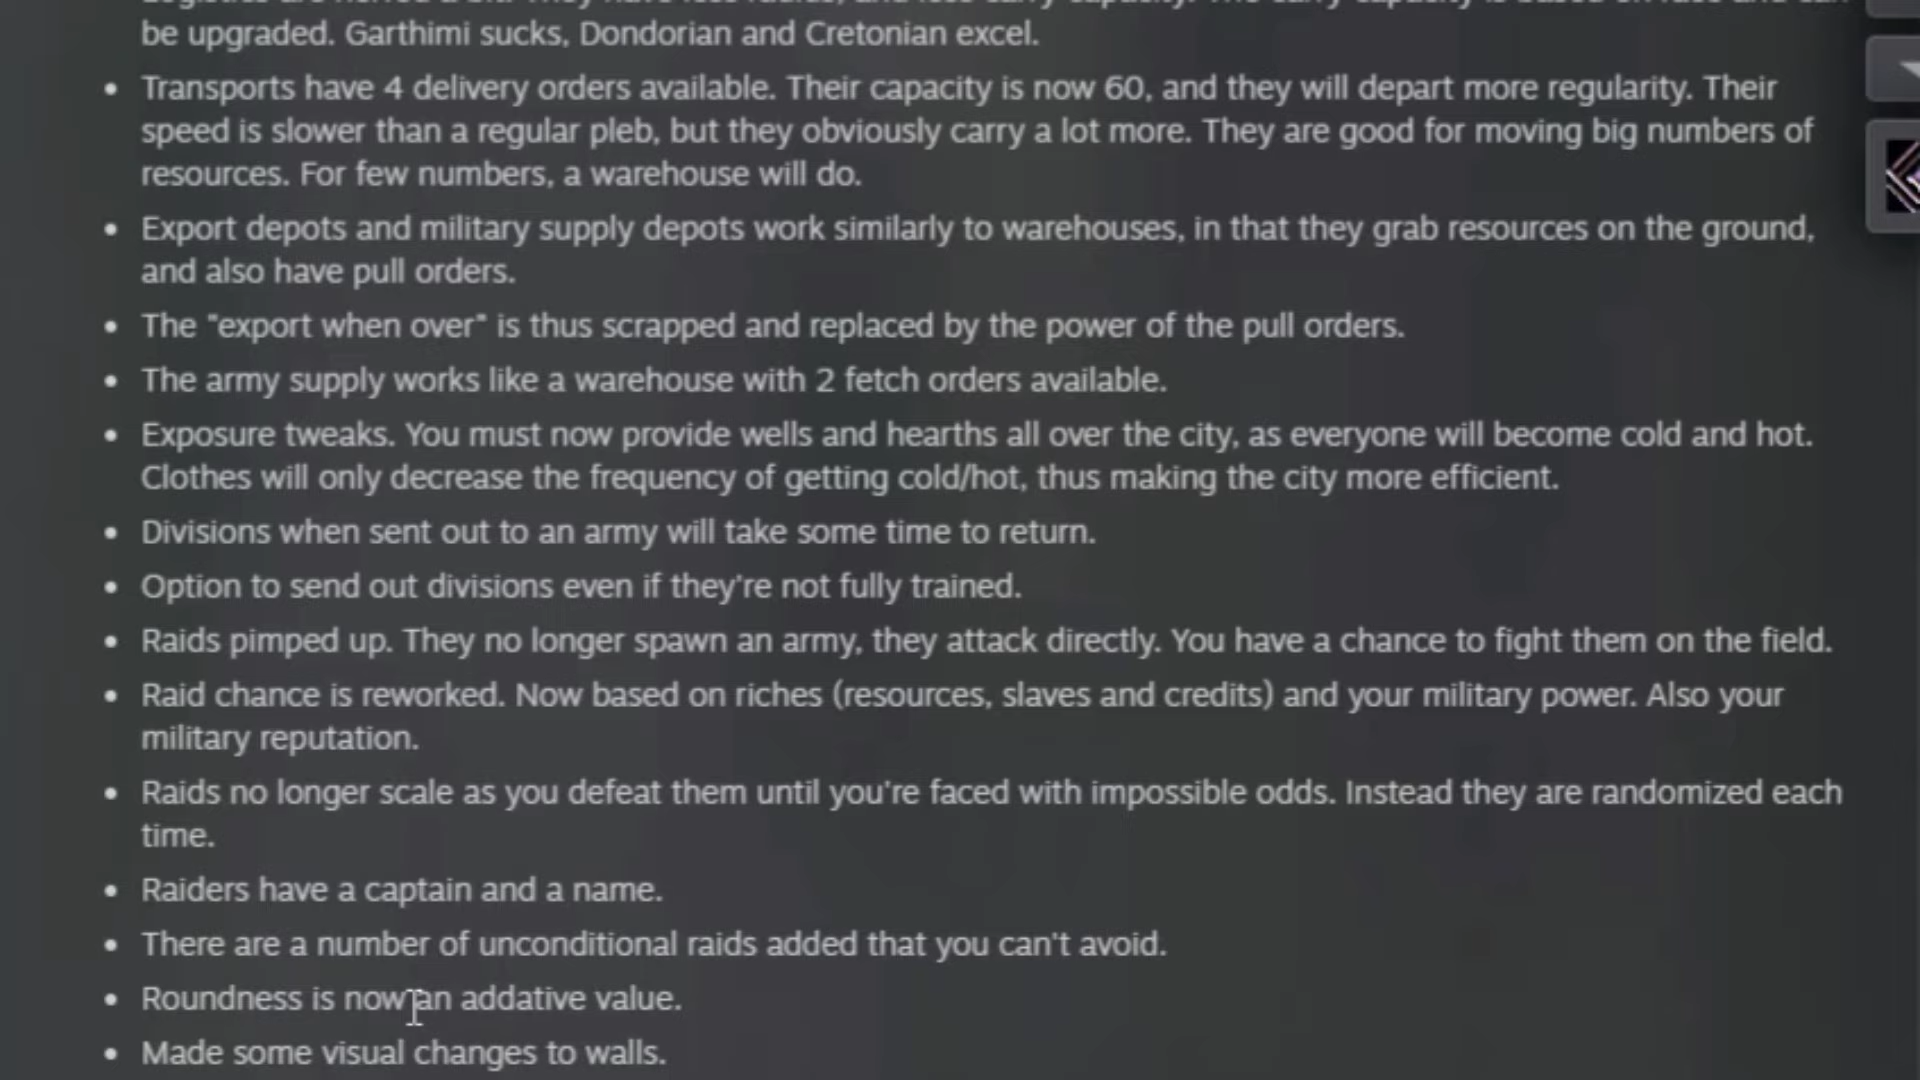 be upgraded. Garthimi sucks, Dondorian and Cretonian excel.
• Transports have 4 delivery orders available. Their capacity is now 60, and they will depart more regularity. Their
speed is slower than a regular pleb, but they obviously carry a lot more. They are good for moving big numbers of
resources. For few numbers, a warehouse will do.
• Export depots and military supply depots work similarly to warehouses, in that they grab resources on the ground,
and also have pull orders.
• The "export when over" is thus scrapped and replaced by the power of the pull orders.
• The army supply works like a warehouse with 2 fetch orders available.
• Exposure tweaks. You must now provide wells and hearths all over the city, as everyone will become cold and hot.
Clothes will only decrease the frequency of getting cold/hot, thus making the city more efficient.
• Divisions when sent out to an army will take some time to return.
• Option to send out divisions even if they're not fully trained.
• Raids pimped up. They no longer spawn an army, they attack directly. You have a chance to fight them on the field.
• Raid chance is reworked. Now based on riches (resources, slaves and credits) and your military power. Also your
military reputation.
• Raids no longer scale as you defeat them until you're faced with impossible odds. Instead they are randomized each
time.
• Raiders have a captain and a name.
• There are a number of unconditional raids added that you can't avoid.
• Roundness is now an addative value.
• Made some visual changes to walls.